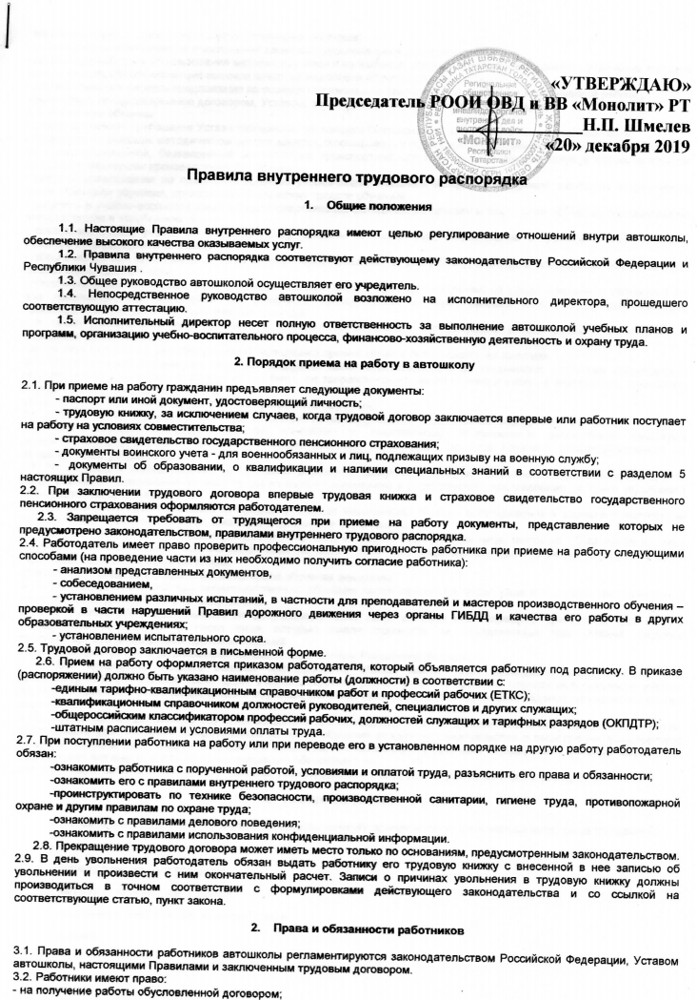 «УТВЕРЖДАЮ»
Председатель РООИ ОВД и ВВ «Монолит» РТ
Н.П. Шмелев
«20» декабря 2019
Региональная
общественная
инвалидов органов
внутренних дел и
внутренних войск
«Монолит»
Республики
Татарстан
Правила внутреннего трудового распорядка
1. Общие положения
1.1. Настоящие Правила внутреннего распорядка имеют целью регулирование отношений внутри автошколы,
обеспечение высокого качества оказываемых услуг.
1.2. Правила внутреннего распорядка соответствуют действующему законодательству Российской Федерации и
Республики Чувашия .
1.3. Общее руководство автошколой осуществляет его учредитель.
1.4. Непосредственное руководство автошколой возложено на исполнительного директора, прошедшего
соответствующую аттестацию.
1.5. Исполнительный директор несет полную ответственность за выполнение автошколой учебных планов и
программ, организацию учебно-воспитательного процесса, финансово-хозяйственную деятельность и охрану труда.
2. Порядок приема на работу в автошколу
2.1. При приеме на работу гражданин предъявляет следующие документы:
- паспорт или иной документ, удостоверяющий личность;
- трудовую книжку, за исключением случаев, когда трудовой договор заключается впервые или работник поступает
на работу на условиях совместительства;
- страховое свидетельство государственного пенсионного страхования;
- документы воинского учета - для военнообязанных и лиц, подлежащих призыву на военную службу;
- документы об образовании, о квалификации и наличии специальных знаний в соответствии с разделом 5
настоящих Правил.
2.2. При заключении трудового договора впервые трудовая книжка и страховое свидетельство государственного
пенсионного страхования оформляются работодателем.
2.3. Запрещается требовать от трудящегося при приеме на работу документы, представление которых не
предусмотрено законодательством, правилами внутреннего трудового распорядка.
2.4. Работодатель имеет право проверить профессиональную пригодность работника при приеме на работу следующими
способами (на проведение части из них необходимо получить согласие работника):
- анализом представленных документов,
- собеседованием,
- установлением различных испытаний, в частности для преподавателей и мастеров производственного обучения –
проверкой в части нарушений Правил дорожного движения через органы ГИБДД и качества его работы в других
образовательных учреждениях;
- установлением испытательного срока.
2.5. Трудовой договор заключается в письменной форме.
2.6. Прием на работу оформляется приказом работодателя, который объявляется работнику под расписку. В приказе
(распоряжении) должно быть указано наименование работы (должности) в соответствии с:
-единым тарифно-квалификационным справочником работ и профессий рабочих (ЕТКС);
-квалификационным справочником должностей руководителей, специалистов и других служащих;
-общероссийским классификатором профессий рабочих, должностей служащих и тарифных разрядов (ОКПДТР);
-штатным расписанием и условиями оплаты труда.
2.7. При поступлении работника на работу или при переводе его в установленном порядке на другую работу работодатель
обязан:
-ознакомить работника с порученной работой, условиями и оплатой труда, разъяснить его права и обязанности;
-ознакомить его с правилами внутреннего трудового распорядка;
-проинструктировать по технике безопасности, производственной санитарии, гигиене труда, противопожарной
охране и другим правилам по охране труда;
-ознакомить с правилами делового поведения;
-ознакомить с правилами использования конфиденциальной информации.
2.8. Прекращение трудового договора может иметь место только по основаниям, предусмотренным законодательством.
2.9. В день увольнения работодатель обязан выдать работнику его трудовую книжку с внесенной в нее записью об
увольнении и произвести с ним окончательный расчет. Записи о причинах увольнения в трудовую книжку должны
производиться в точном соответствии с формулировками действующего законодательства и со ссылкой на
соответствующие статью, пункт закона.
2. Права и обязанности работников
3.1. Права и обязанности работников автошколы регламентируются законодательством Российской Федерации, Уставом
автошколы, настоящими Правилами и заключенным трудовым договором.
3.2. Работники имеют право:
- на получение работы обусловленной договором;